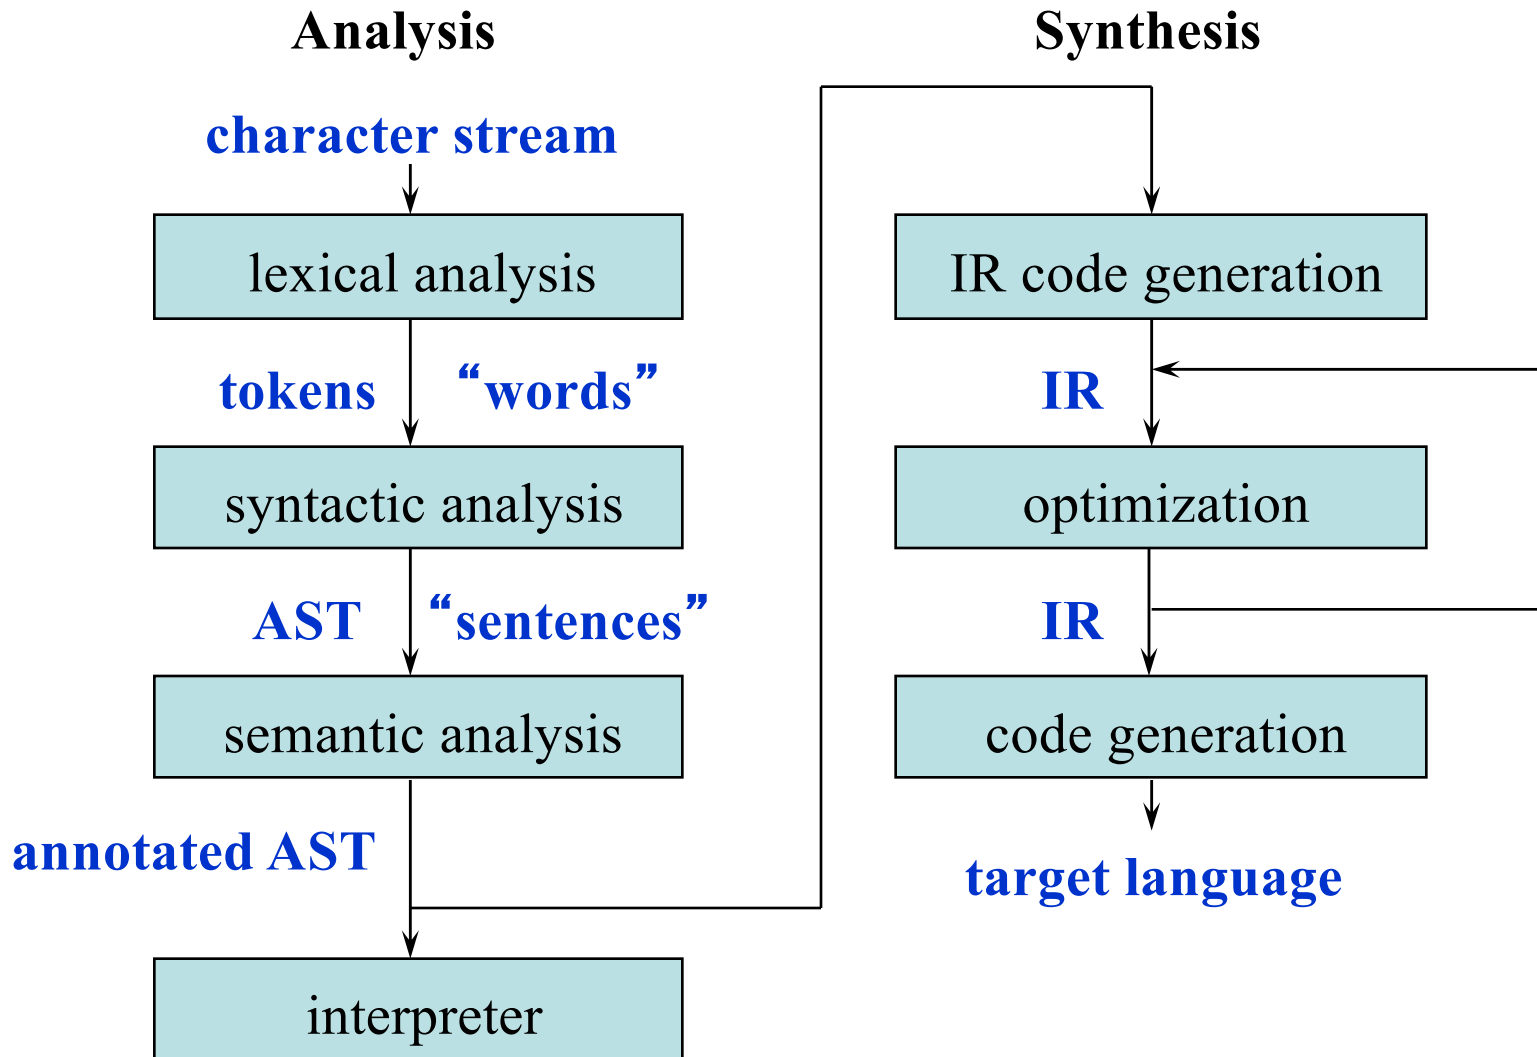 Analysis
character stream
lexical analysis
tokens “words”
syntactic analysis
AST “sentences”
semantic analysis
annotated AST
interpreter
Synthesis
IR code generation
IR
optimization
IR
code generation
target language